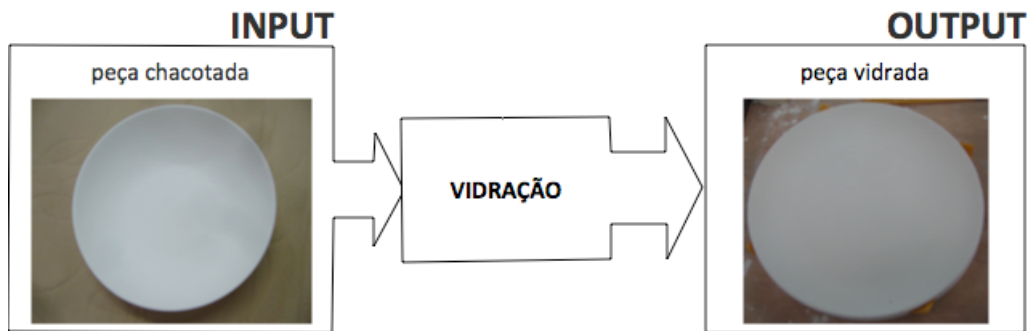 INPUT
peça chacotada
VIDRAÇÃO
OUTPUT
peça vidrada